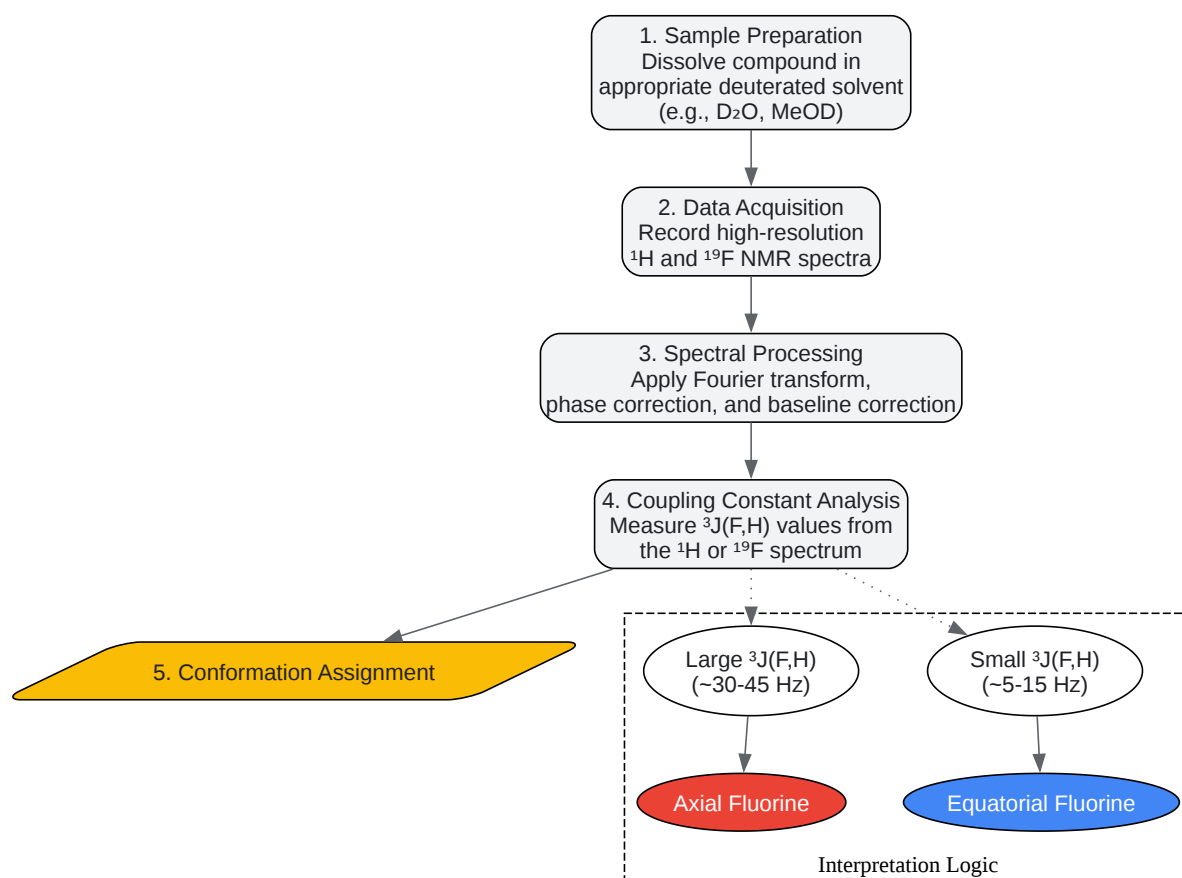 1. Sample Preparation
Dissolve compound in
appropriate deuterated solvent
(e.g., D₂O, MeOD)
2. Data Acquisition
Record high-resolution
¹H and ¹⁹F NMR spectra
3. Spectral Processing
Apply Fourier transform,
phase correction, and baseline correction
4. Coupling Constant Analysis
Measure ³J(F,H) values from
the ¹H or ¹⁹F spectrum
5. Conformation Assignment
Large ³J(F,H)
(~30-45 Hz)
Small ³J(F,H)
(~5-15 Hz)
Axial Fluorine
Equatorial Fluorine
Interpretation Logic